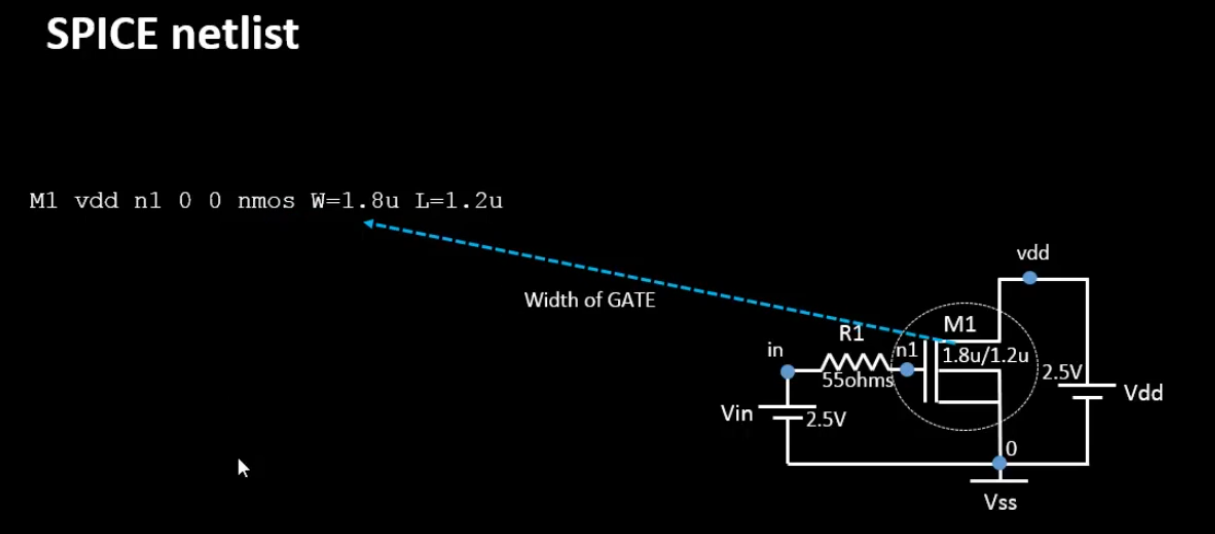 SPICE netlist
M1 vdd n1 0 0 nmos W=1.8u L=1.2u
vdd
Width of GATE
M1
R1
in
n1
1.8u/1.2u
55ohms
2.5V
Vdd
Vin
2.5V
0
Vss